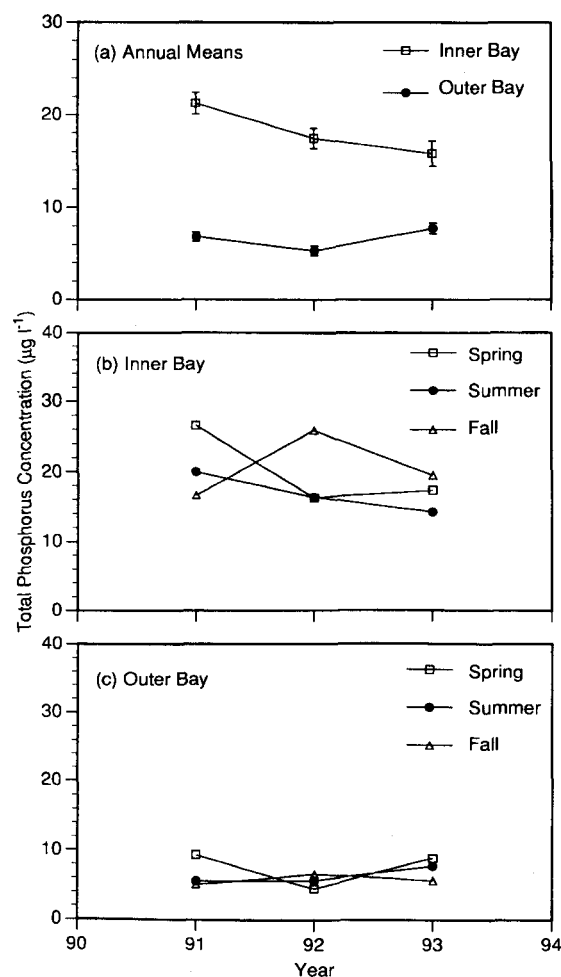 30
20
10
0
(a) Annual Means
Inner Bay
Outer Bay
Total Phosphorus Concentration (µg l⁻¹)
40
30
20
10
0
(b) Inner Bay
Spring
Summer
Fall
40
30
20
10
0
(c) Outer Bay
Spring
Summer
Fall
90 91 92 93 94
Year